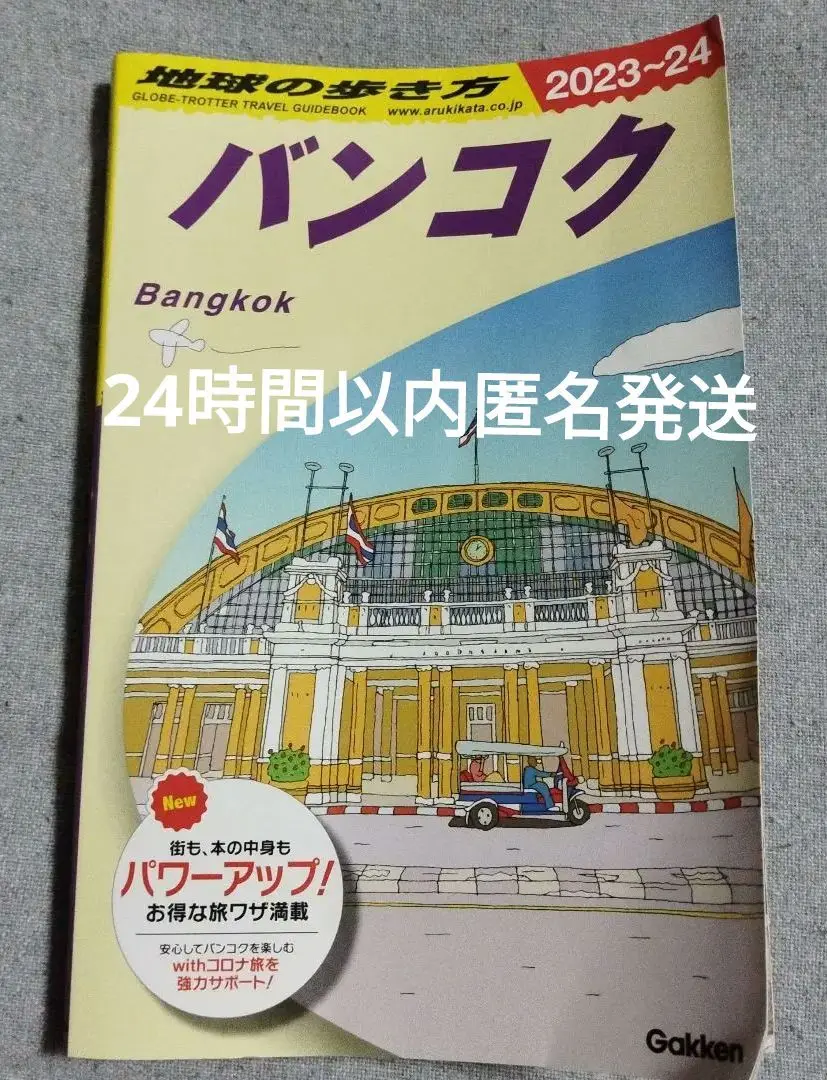 地球の歩き方
GLOBE-TROTTER TRAVEL GUIDEBOOK
www.arukikata.co.jp
2023~24
バンコク
Bangkok
24時間以内匿名発送
New
街も、本の中身も
パワーアップ!
お得な旅ワザ満載
安心してバンコクを楽しむ
withコロナ旅を
強力サポート!
Gakken